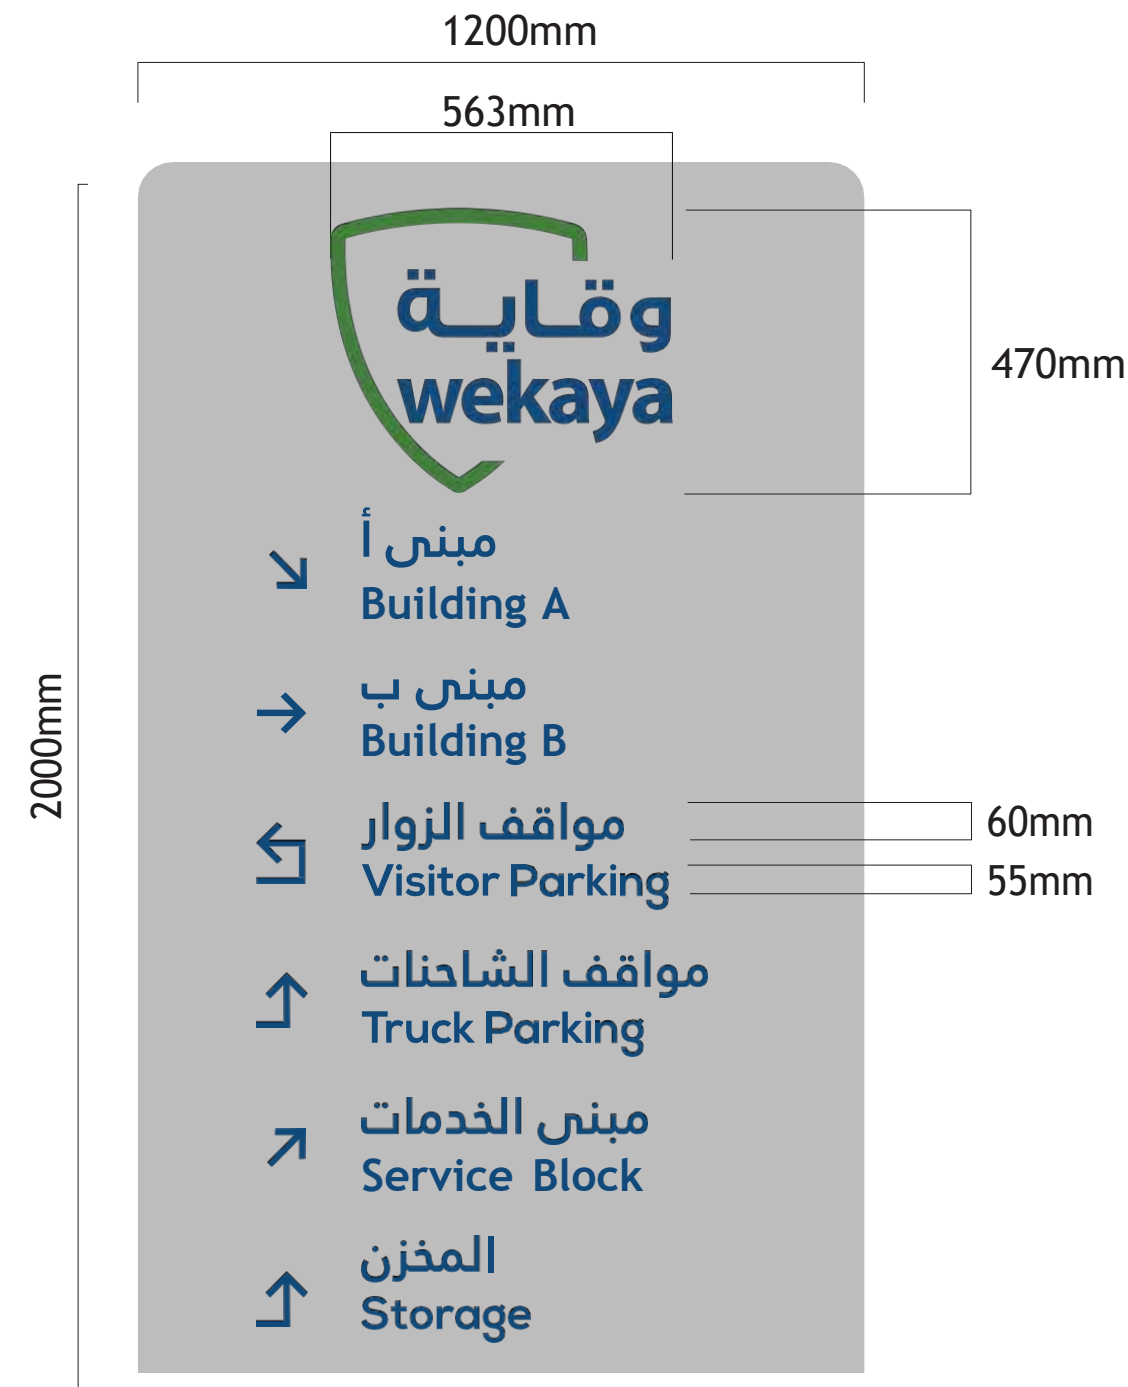 1200mm
563mm
وقاية
wekaya
470mm
مبنى أ
Building A
مبنى ب
Building B
2000mm
مواقف الزوار
60mm
Visitor Parking
55mm
مواقف الشاحنات
Truck Parking
مبنى الخدمات
Service Block
المخزن
Storage